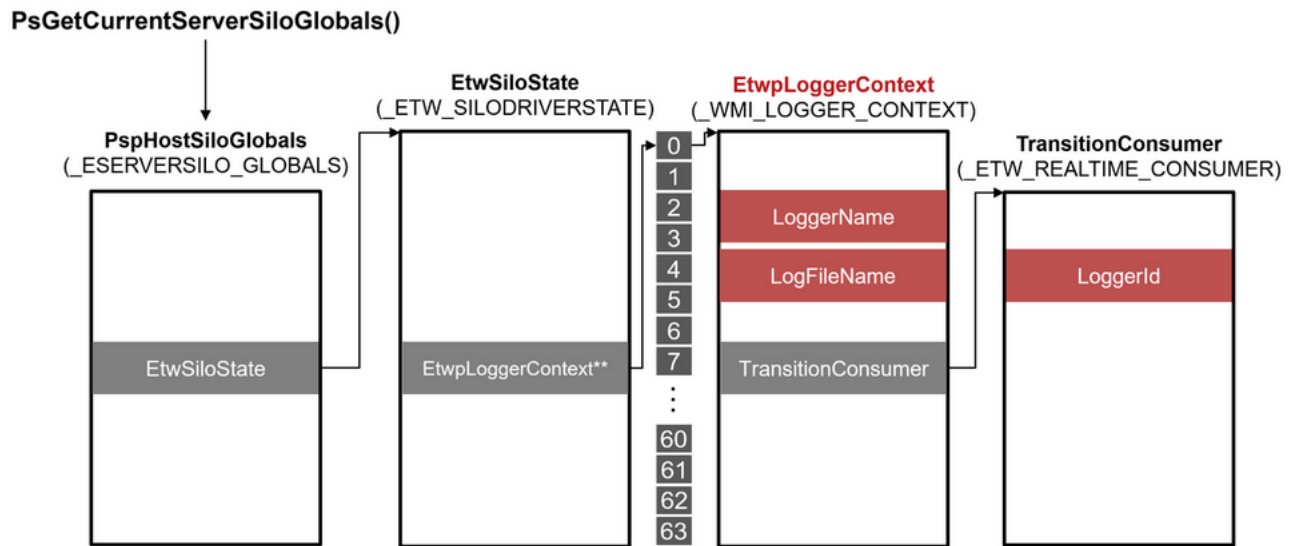 PsGetCurrentServerSiloGlobals()
PspHostSiloGlobals
(_ESERVERSILO_GLOBALS)
EtwSiloState
EtwSiloState
(_ETW_SILODRIVERSTATE)
EtwpLoggerContext**
0
1
2
3
4
5
6
7
⋮
60
61
62
63
EtwpLoggerContext
(_WMI_LOGGER_CONTEXT)
LoggerName
LogFileName
TransitionConsumer
TransitionConsumer
(_ETW_REALTIME_CONSUMER)
LoggerId